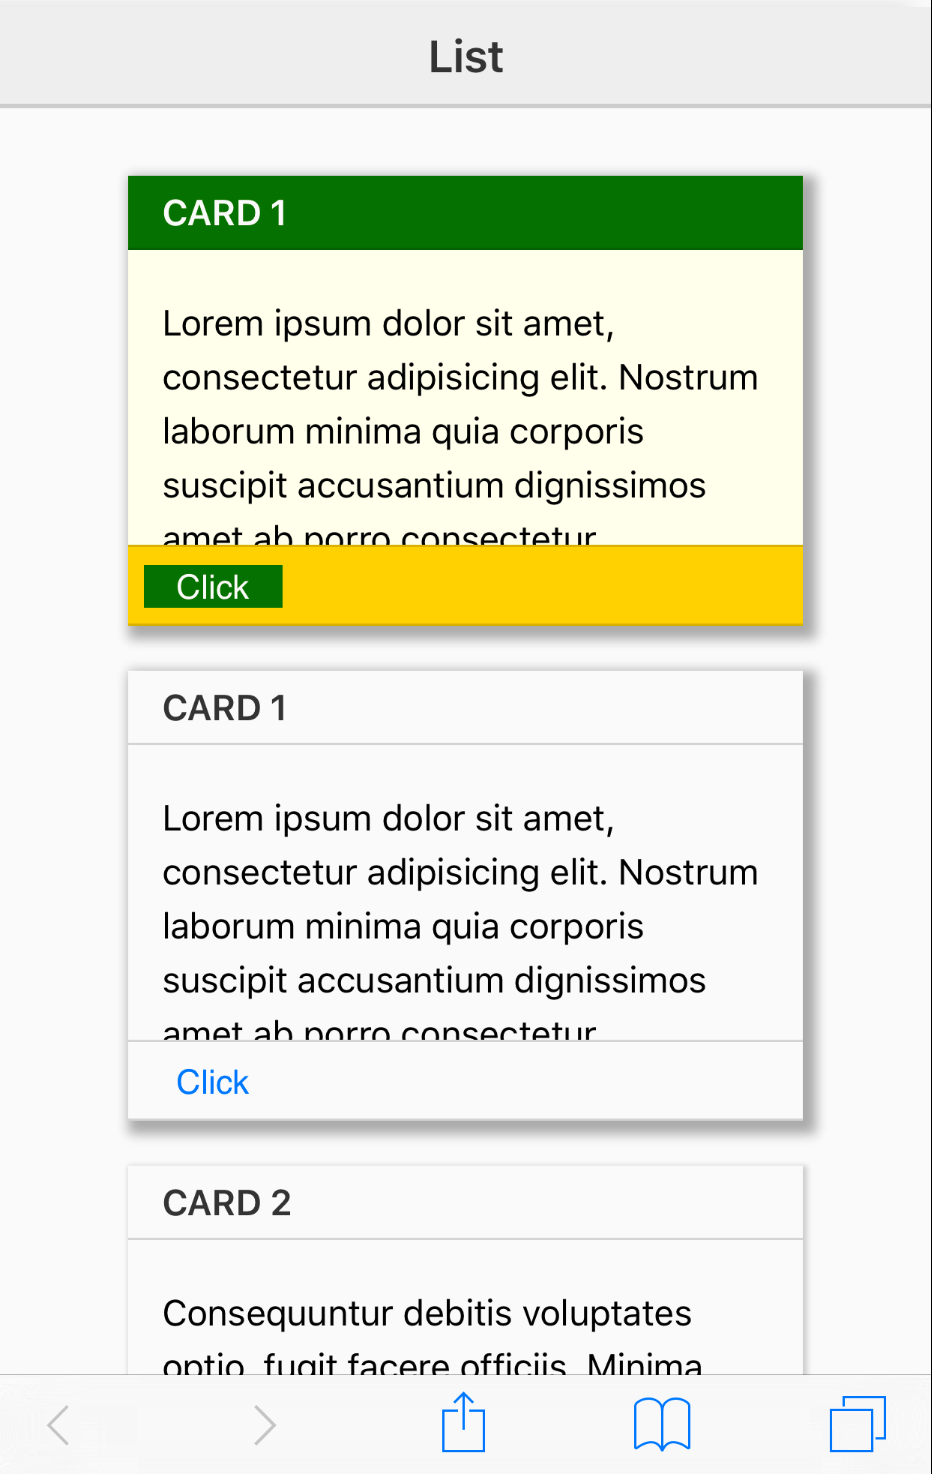 List
CARD 1
Lorem ipsum dolor sit amet,
consectetur adipisicing elit. Nostrum
laborum minima quia corporis
suscipit accusantium dignissimos
amet ab porro consectetur
Click
CARD 1
Lorem ipsum dolor sit amet,
consectetur adipisicing elit. Nostrum
laborum minima quia corporis
suscipit accusantium dignissimos
amet ab porro consectetur
Click
CARD 2
Consequuntur debitis voluptates
optio, fugit facere officiis. Minima